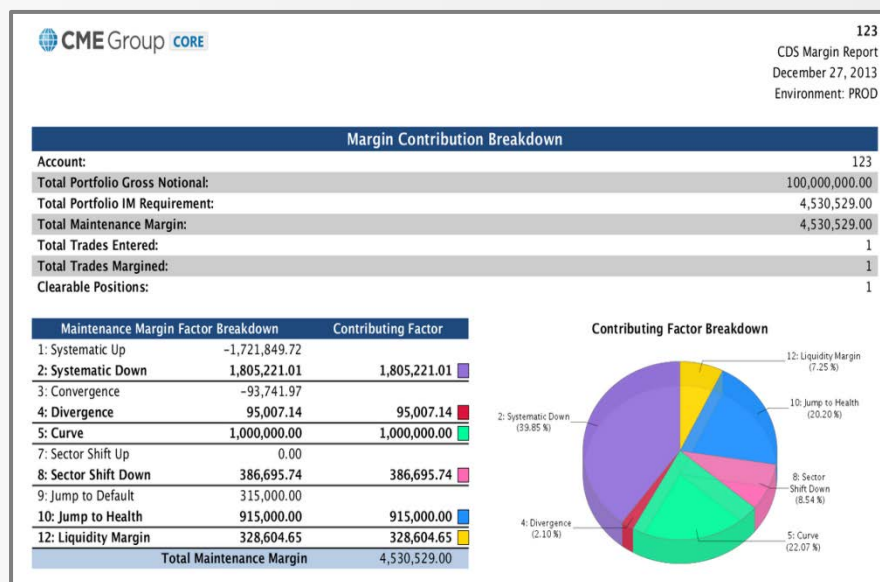 CME Group CORE
123
CDS Margin Report
December 27, 2013
Environment: PROD
Margin Contribution Breakdown
Account: 123
Total Portfolio Gross Notional: 100,000,000.00
Total Portfolio IM Requirement: 4,530,529.00
Total Maintenance Margin: 4,530,529.00
Total Trades Entered: 1
Total Trades Margined: 1
Clearable Positions: 1
Maintenance Margin Factor Breakdown Contributing Factor
1: Systematic Up -1,721,849.72
2: Systematic Down 1,805,221.01 1,805,221.01
3: Convergence -93,741.97
4: Divergence 95,007.14 95,007.14
5: Curve 1,000,000.00 1,000,000.00
7: Sector Shift Up 0.00
8: Sector Shift Down 386,695.74 386,695.74
9: Jump to Default 315,000.00
10: Jump to Health 915,000.00 915,000.00
12: Liquidity Margin 328,604.65 328,604.65
Total Maintenance Margin 4,530,529.00
Contributing Factor Breakdown
12: Liquidity Margin
(7.25 %)
10: Jump to Health
(20.20 %)
2: Systematic Down
(39.85 %)
8: Sector
Shift Down
(8.54 %)
4: Divergence
(2.10 %)
5: Curve
(22.07 %)